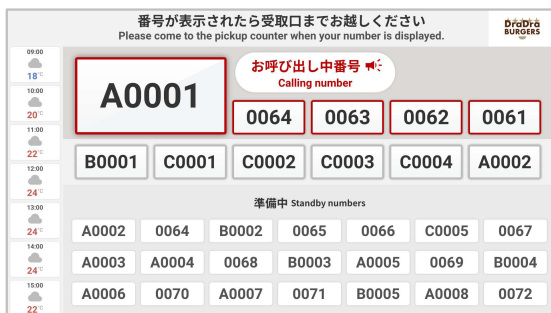 番号が表示されたら受取口までお越しください
Please come to the pickup counter when your number is displayed.
DraDra
BURGERS
09:00
18℃
10:00
20℃
11:00
22℃
12:00
24℃
13:00
24℃
14:00
24℃
15:00
22℃
A0001
お呼び出し中番号
Calling number
0064 0063 0062 0061
B0001 C0001 C0002 C0003 C0004 A0002
準備中 Standby numbers
A0002 0064 B0002 0065 0066 C0005 0067
A0003 A0004 0068 B0003 A0005 0069 B0004
A0006 0070 A0007 0071 B0005 A0008 0072